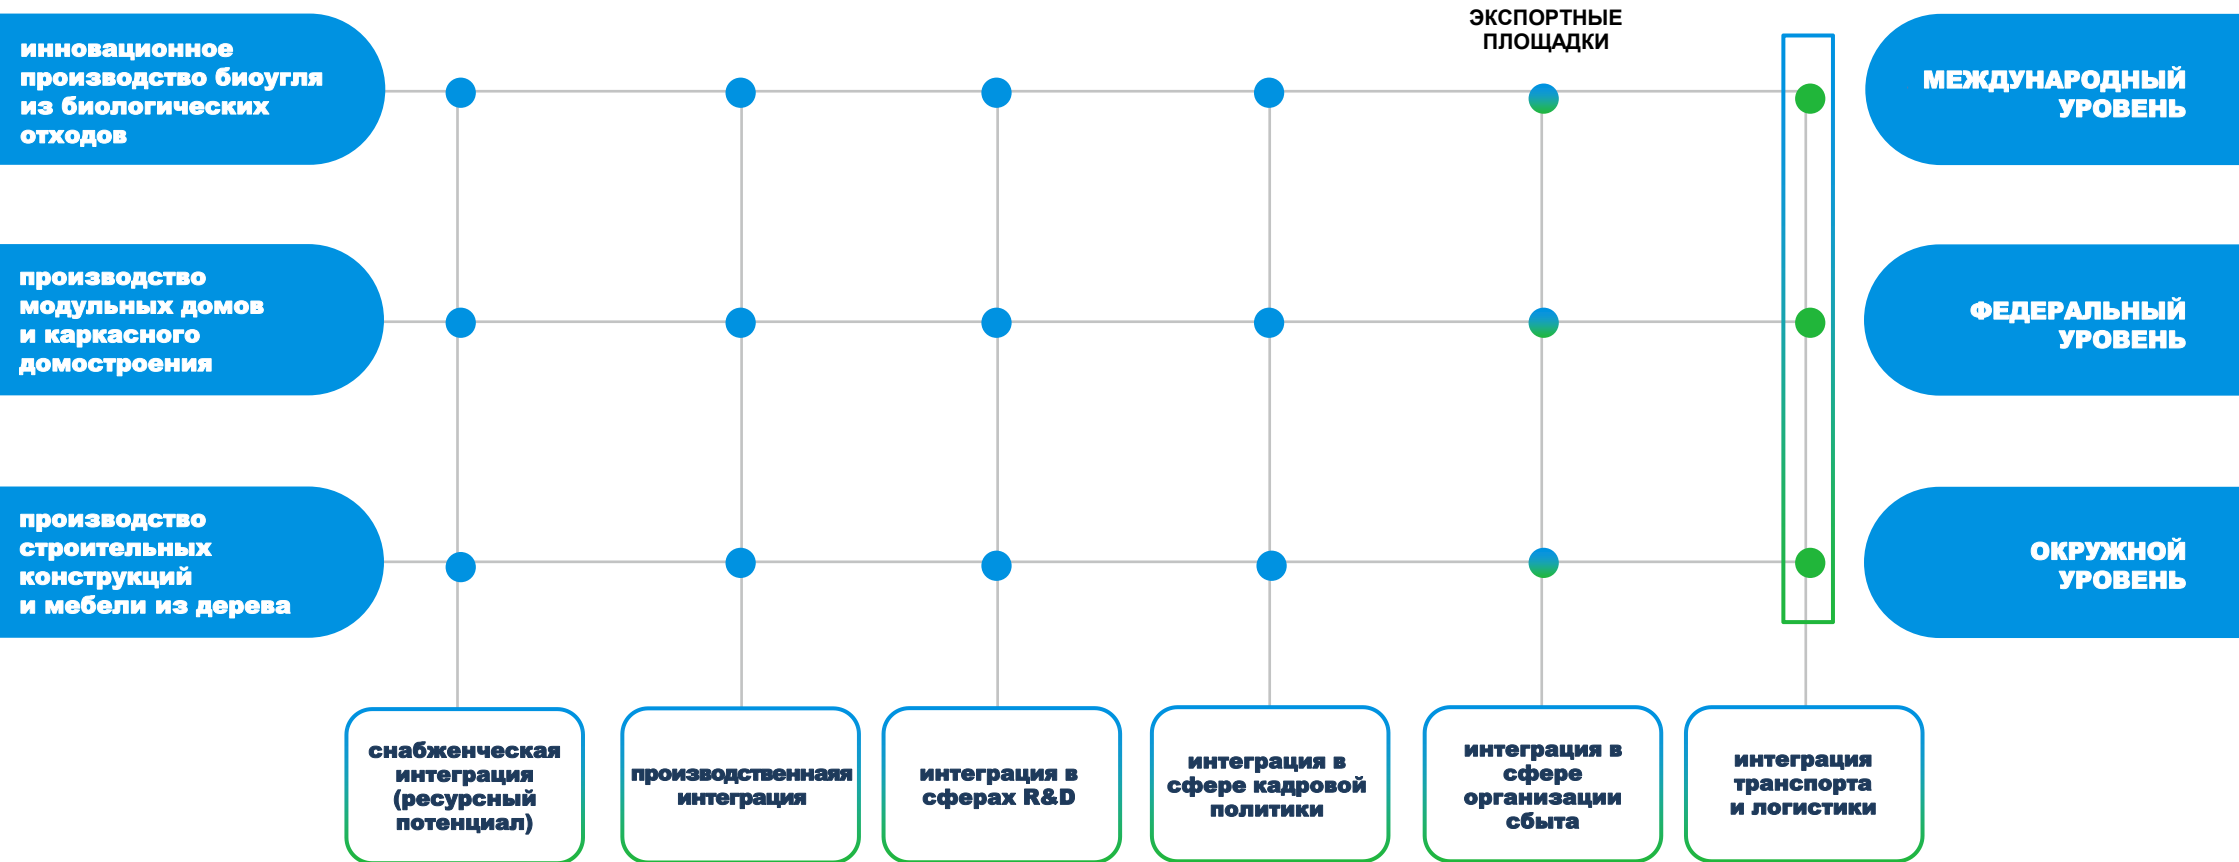 ЭКСПОРТНЫЕ
ПЛОЩАДКИ
инновационное
производство биоугля
из биологических
отходов
МЕЖДУНАРОДНЫЙ
УРОВЕНЬ
производство
модульных домов
и каркасного
домостроения
ФЕДЕРАЛЬНЫЙ
УРОВЕНЬ
производство
строительных
конструкций
и мебели из дерева
ОКРУЖНОЙ
УРОВЕНЬ
снабженческая
интеграция
(ресурсный
потенциал)
производственнаяя
интеграция
интеграция в
сферах R&D
интеграция в
сфере кадровой
политики
интеграция в
сфере
организации
сбыта
интеграция
транспорта
и логистики